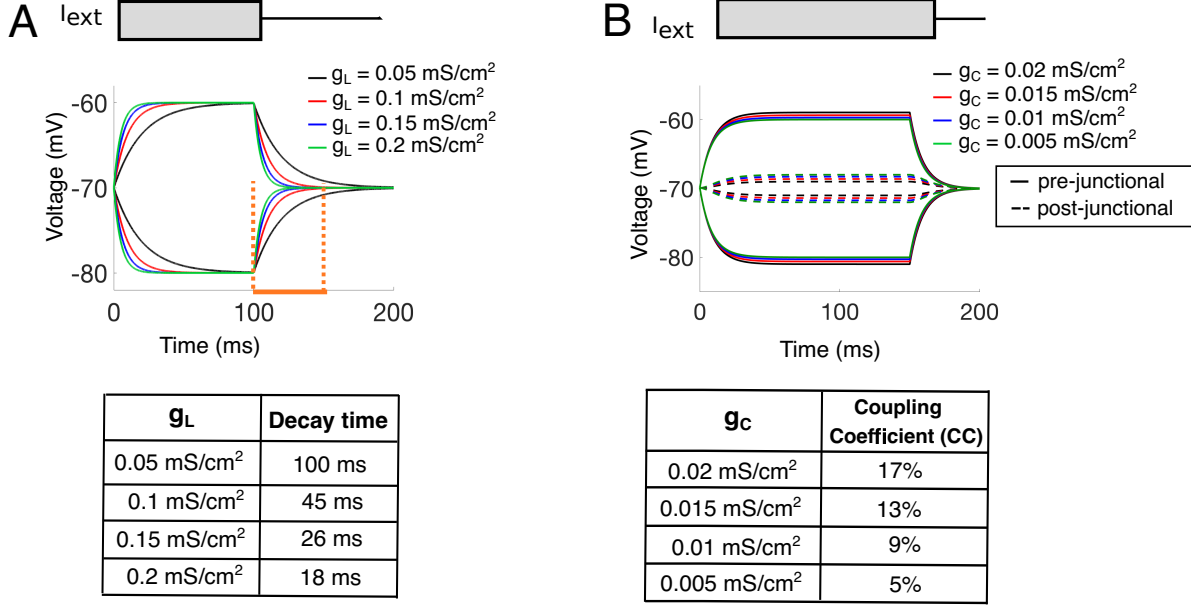 A
Iext
gL = 0.05 mS/cm2
gL = 0.1 mS/cm2
gL = 0.15 mS/cm2
gL = 0.2 mS/cm2
Voltage (mV)
-60
-70
-80
0
100
200
Time (ms)
gL
Decay time
0.05 mS/cm2
100 ms
0.1 mS/cm2
45 ms
0.15 mS/cm2
26 ms
0.2 mS/cm2
18 ms
B
Iext
gC = 0.02 mS/cm2
gC = 0.015 mS/cm2
gC = 0.01 mS/cm2
gC = 0.005 mS/cm2
pre-junctional
post-junctional
Voltage (mV)
-60
-70
-80
0
100
200
Time (ms)
gC
Coupling
Coefficient (CC)
0.02 mS/cm2
17%
0.015 mS/cm2
13%
0.01 mS/cm2
9%
0.005 mS/cm2
5%